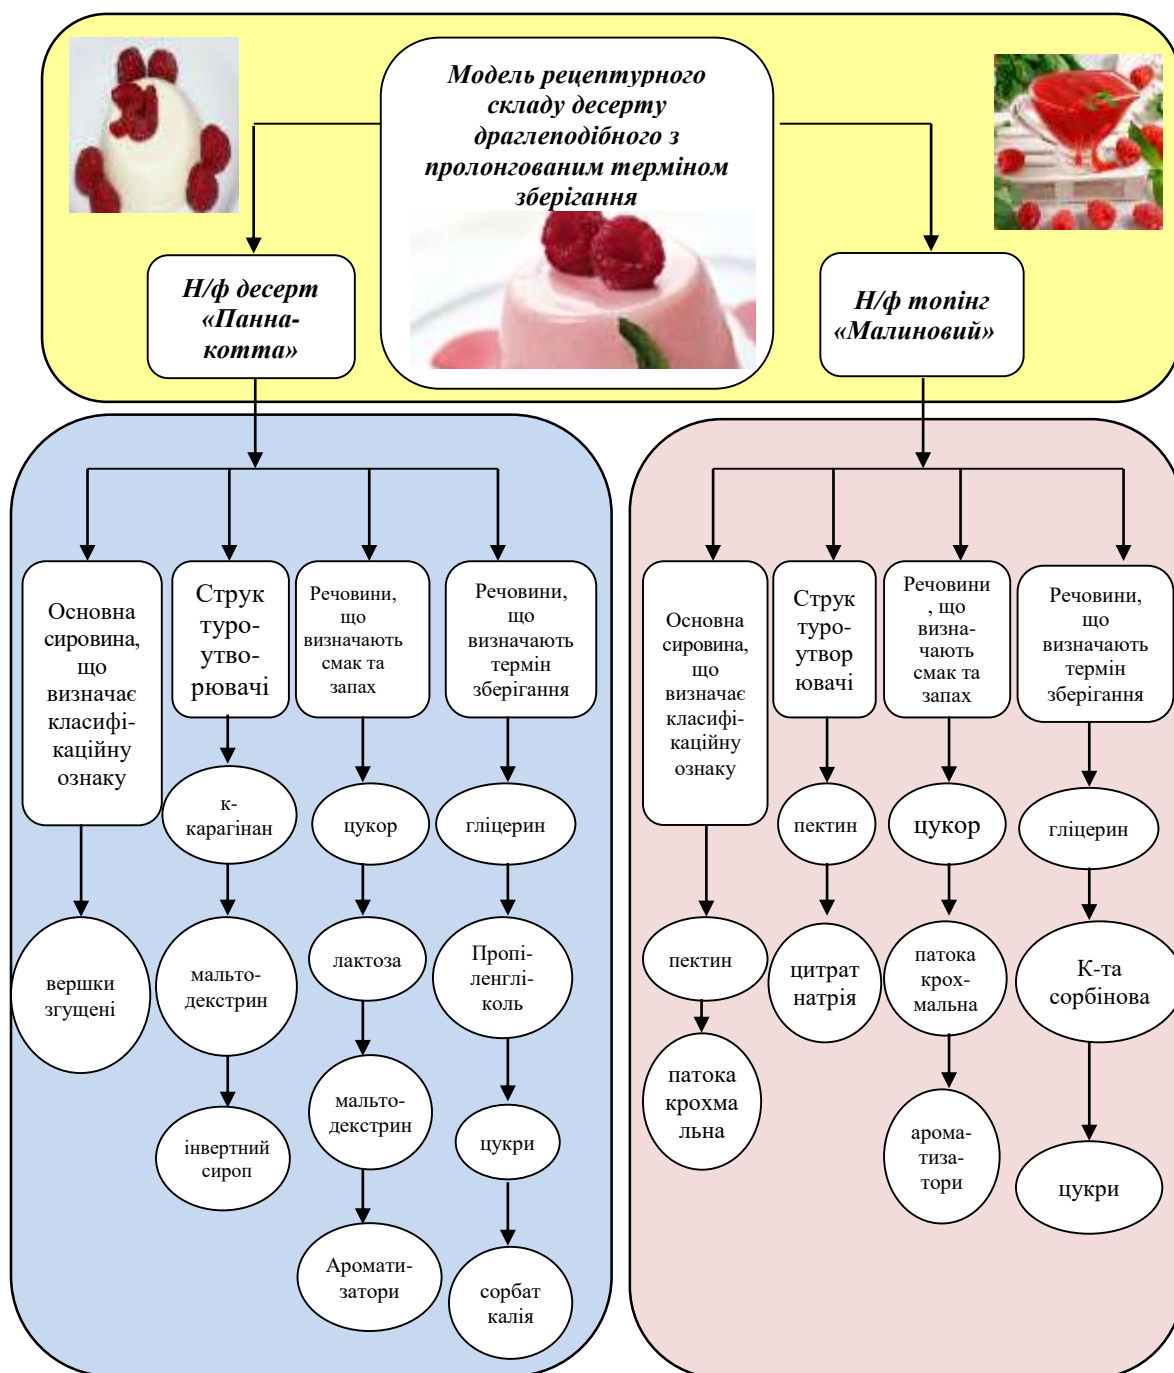 Модель рецептурного
складу десерту
драглеподібного з
пролонгованим терміном
зберігання
Н/ф десерт
«Панна-
котта»
Н/ф топінг
«Малиновий»
Основна
сировина,
що
визначає
класифі-
каційну
ознаку
Струк
туро-
утво-
рювачі
Речовини,
що
визначають
смак та
запах
Речовини,
що
визначають
термін
зберігання
к-
карагінан
цукор
гліцерин
вершки
згущені
мальто-
декстрин
лактоза
Пропі-
ленглі-
коль
інвертний
сироп
мальто-
декстрин
цукри
Аромати-
затори
сорбат
калія
Основна
сировина,
що
визначає
класифі-
каційну
ознаку
Струк
туро-
утвор
ювачі
Речовини
, що
визна-
чають
смак та
запах
Речовини,
що
визначають
термін
зберігання
пектин
цукор
гліцерин
пектин
цитрат
натрія
патока
крох-
мальна
К-та
сорбінова
патока
крохма
льна
арома-
тиза-
тори
цукри